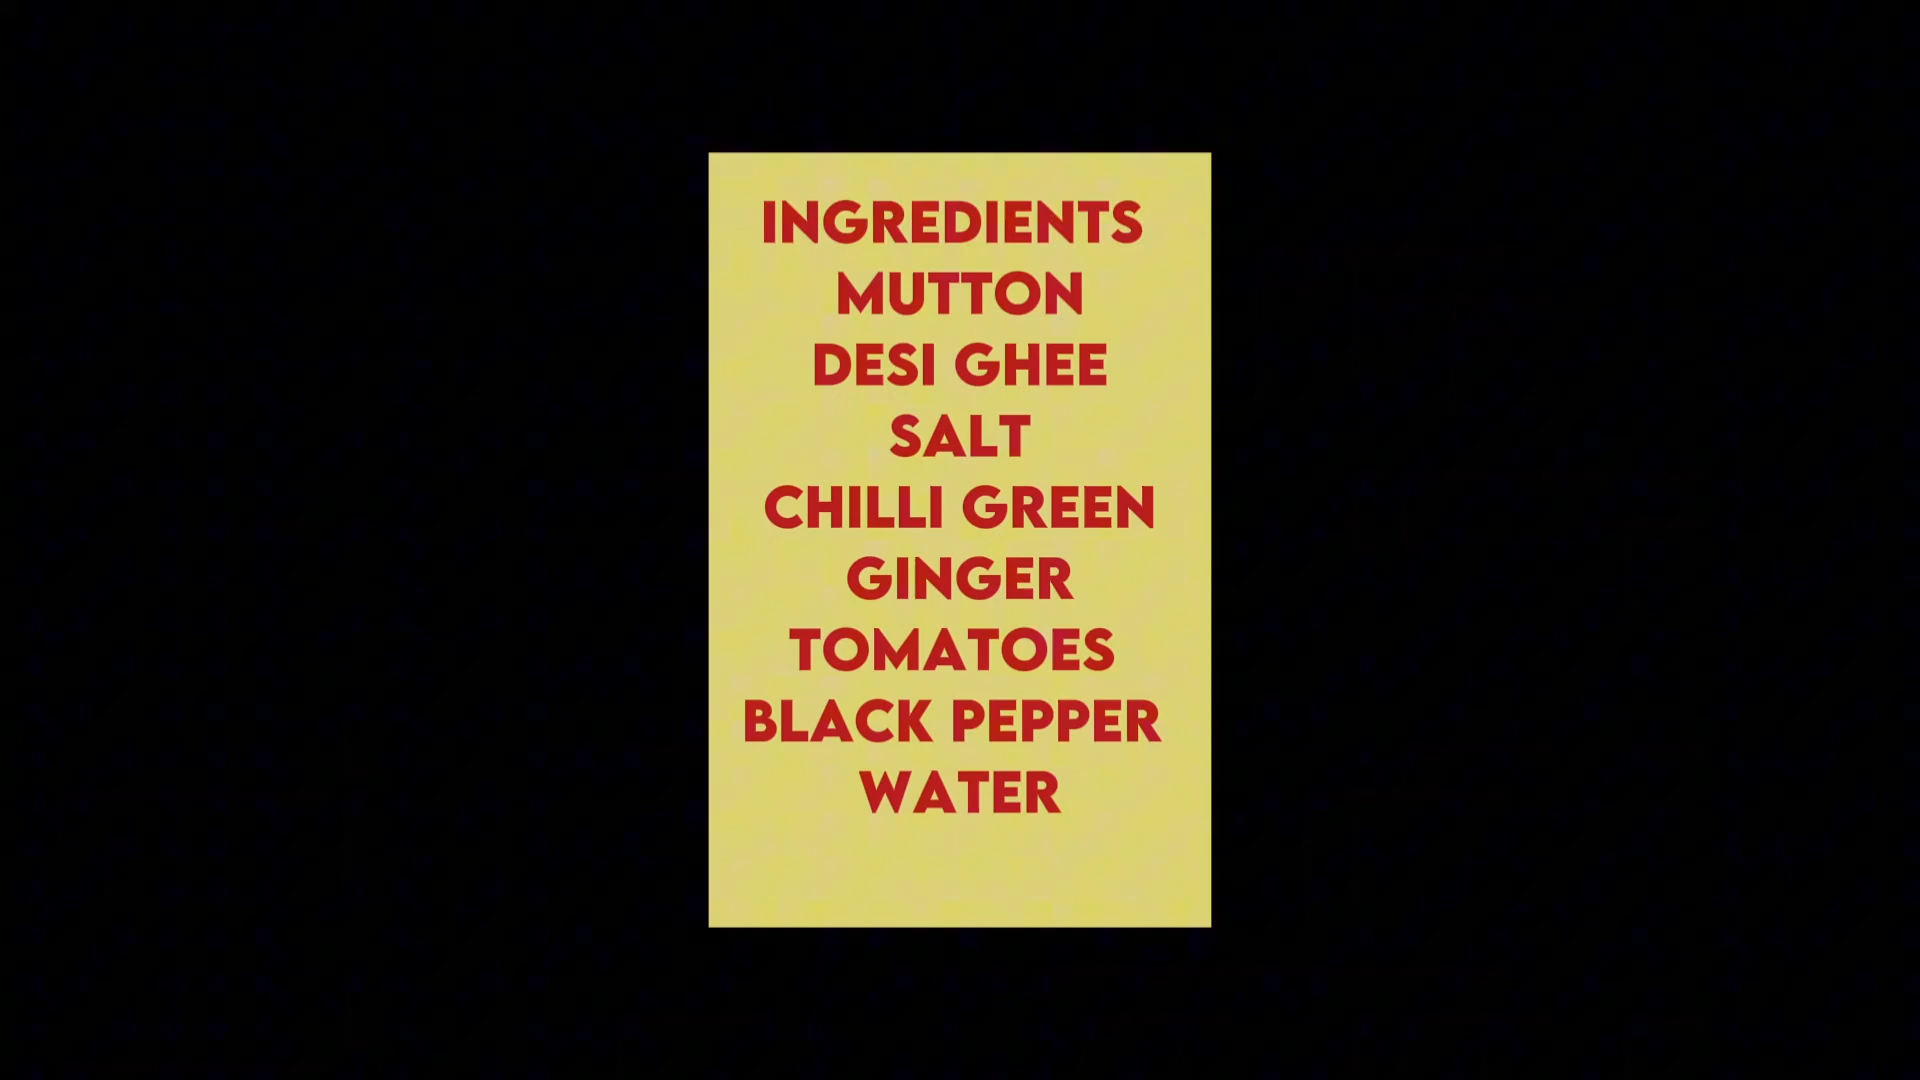 INGREDIENTS
MUTTON
DESI GHEE
SALT
CHILLI GREEN
GINGER
TOMATOES
BLACK PEPPER
WATER